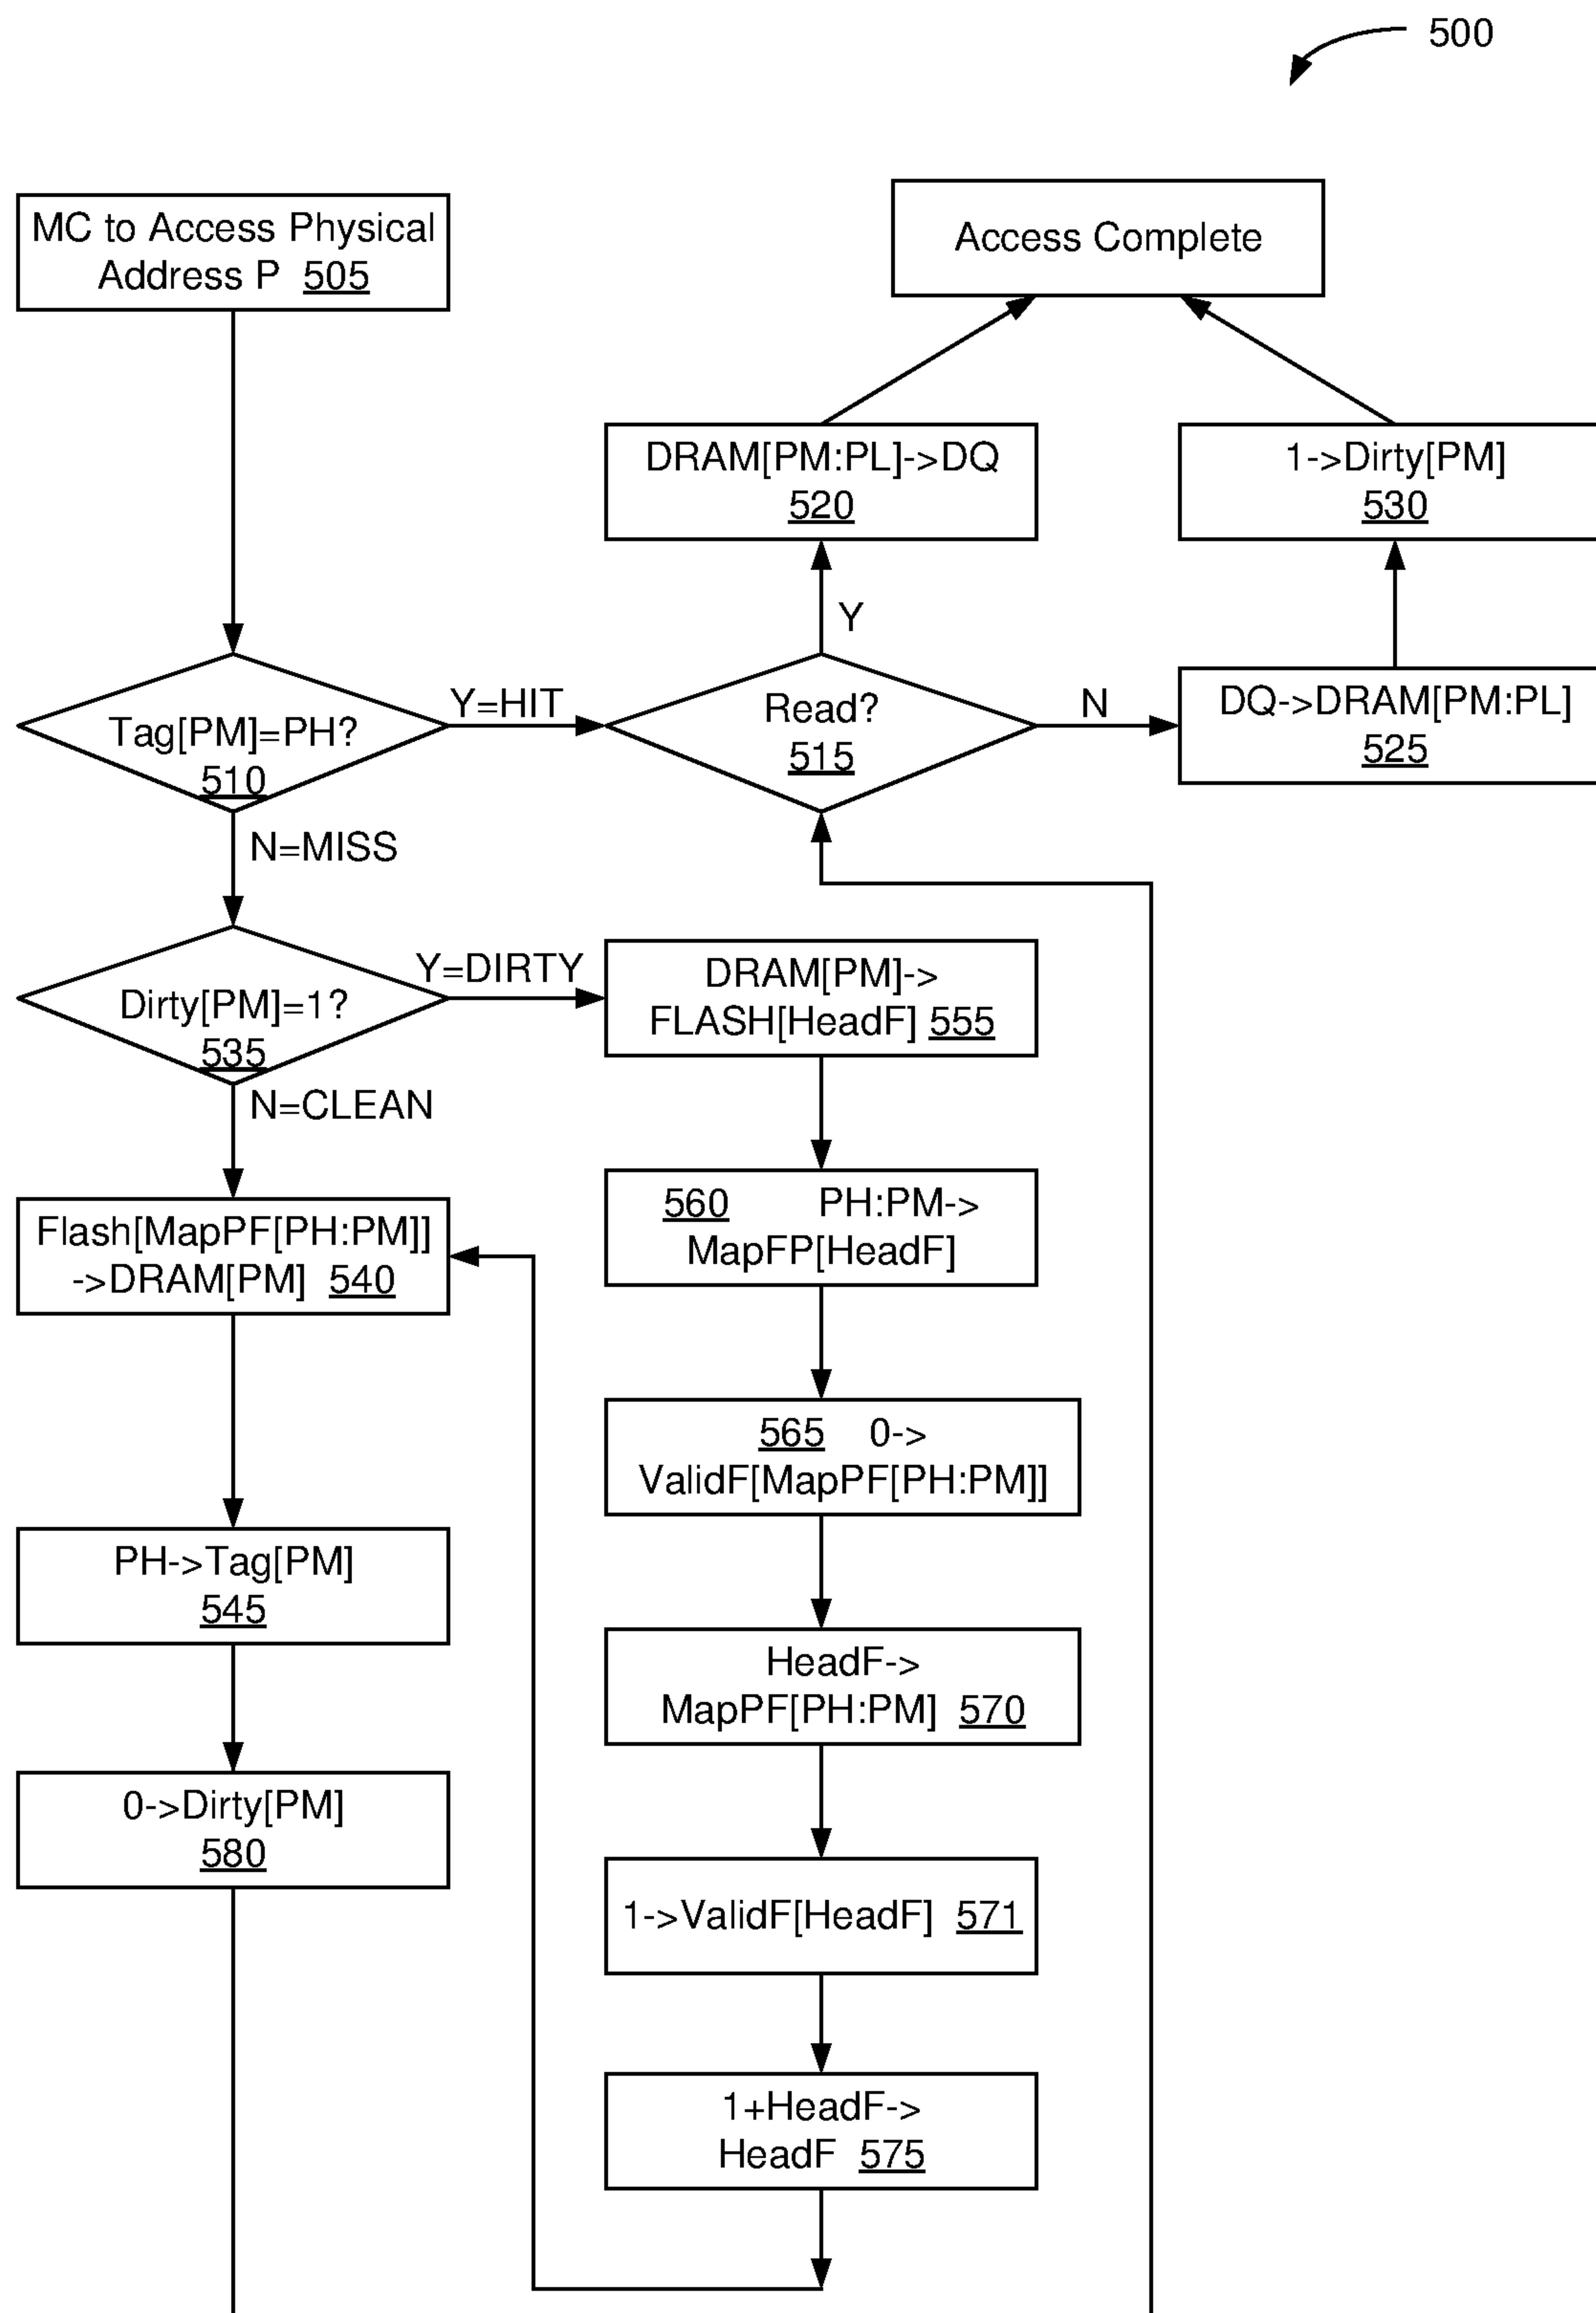 500
MC to Access Physical
Address P 505
Access Complete
DRAM[PM:PL]->DQ
520
1->Dirty[PM]
530
Y
Tag[PM]=PH?
510
Y=HIT
Read?
515
N
DQ->DRAM[PM:PL]
525
N=MISS
Dirty[PM]=1?
535
Y=DIRTY
DRAM[PM]->
FLASH[HeadF] 555
N=CLEAN
Flash[MapPF[PH:PM]]
->DRAM[PM] 540
560 PH:PM->
MapFP[HeadF]
565 0->
ValidF[MapPF[PH:PM]]
PH->Tag[PM]
545
HeadF->
MapPF[PH:PM] 570
0->Dirty[PM]
580
1->ValidF[HeadF] 571
1+HeadF->
HeadF 575